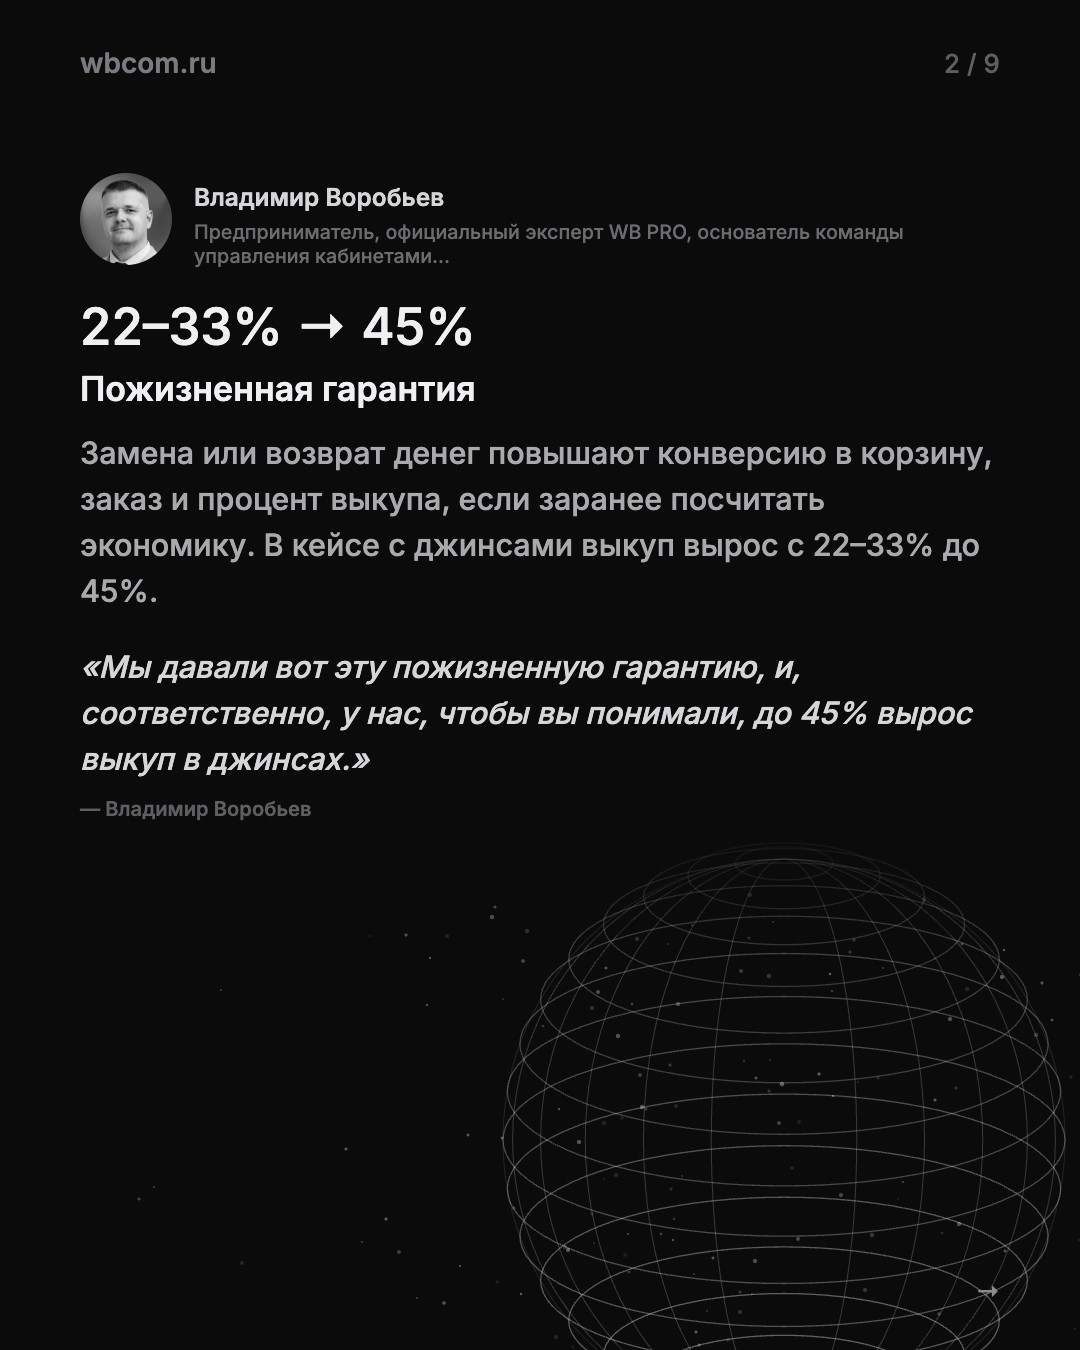 wbcom.ru
2 / 9
Владимир Воробьев
Предприниматель, официальный эксперт WB PRO, основатель команды
управления кабинетами...
22–33% → 45%
Пожизненная гарантия
Замена или возврат денег повышают конверсию в корзину,
заказ и процент выкупа, если заранее посчитать
экономику. В кейсе с джинсами выкуп вырос с 22–33% до
45%.
«Мы давали вот эту пожизненную гарантию, и,
соответственно, у нас, чтобы вы понимали, до 45% вырос
выкуп в джинсах.»
— Владимир Воробьев
→